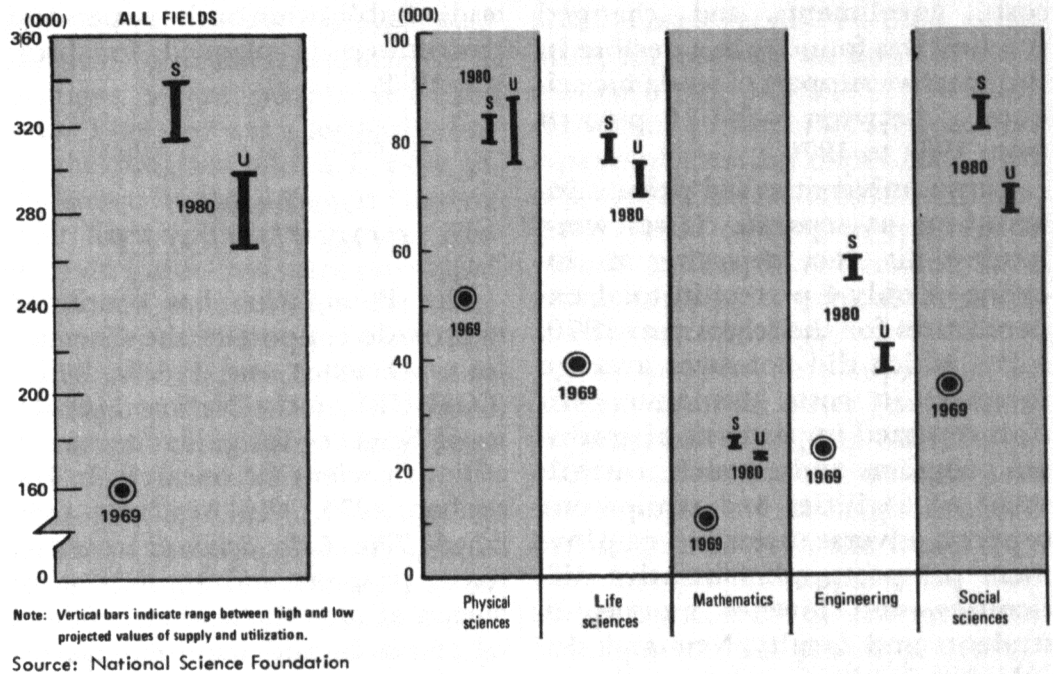 (000) ALL FIELDS
360
320
280
240
200
160
0
S
U
1980
1969
(000)
100
80
60
40
20
0
1980
S U
1969
S
U
1980
1969
S
U
1980
1969
S
1980
U
1969
S
1980
U
1969
Physical
sciences
Life
sciences
Mathematics
Engineering
Social
sciences
Note: Vertical bars indicate range between high and low
projected values of supply and utilization.
Source: National Science Foundation